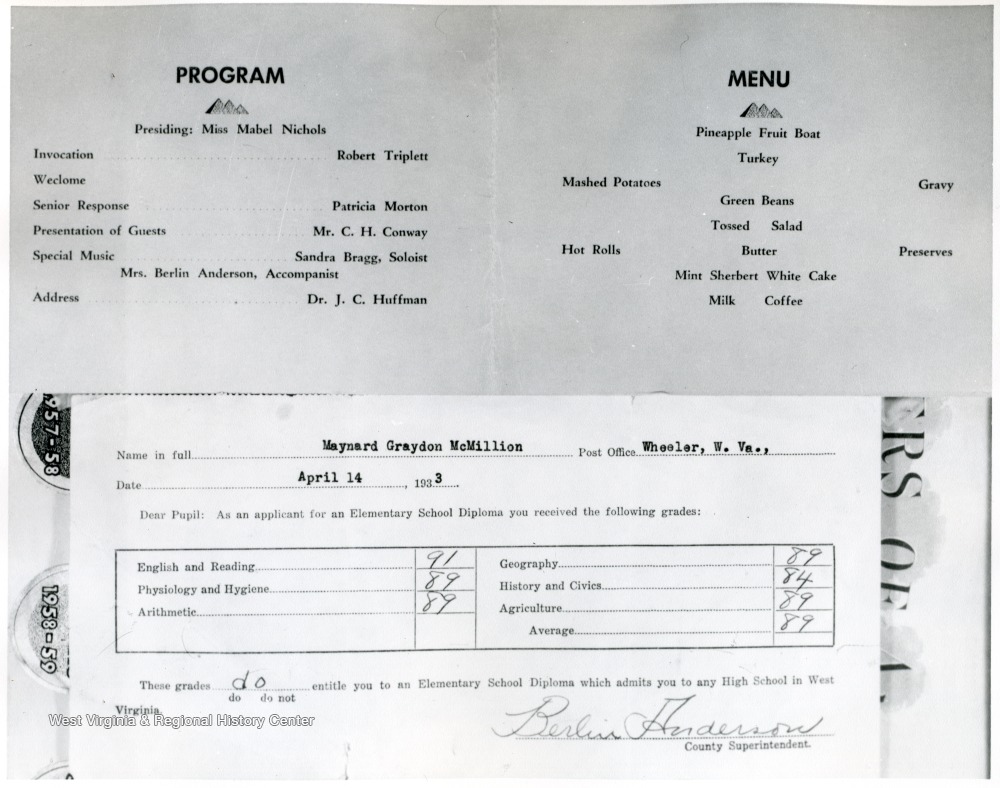 PROGRAM
Presiding: Miss Mabel Nichols
Invocation Robert Triplett
Weclome
Senior Response Patricia Morton
Presentation of Guests Mr. C. H. Conway
Special Music Sandra Bragg, Soloist
Mrs. Berlin Anderson, Accompanist
Address Dr. J. C. Huffman
MENU
Pineapple Fruit Boat
Turkey
Mashed Potatoes Gravy
Green Beans
Tossed Salad
Hot Rolls Butter Preserves
Mint Sherbert White Cake
Milk Coffee
957-58
1958-59
RS OF
Name in full Maynard Graydon McMillion Post Office Wheeler, W. Va.,
Date April 14, 1933
Dear Pupil: As an applicant for an Elementary School Diploma you received the following grades:
English and Reading 91
Physiology and Hygiene 89
Arithmetic 89
Geography 89
History and Civics 84
Agriculture 89
Average 89
These grades do entitle you to an Elementary School Diploma which admits you to any High School in West
do do not
Virginia.
Berlin Anderson
County Superintendent.
West Virginia & Regional History Center